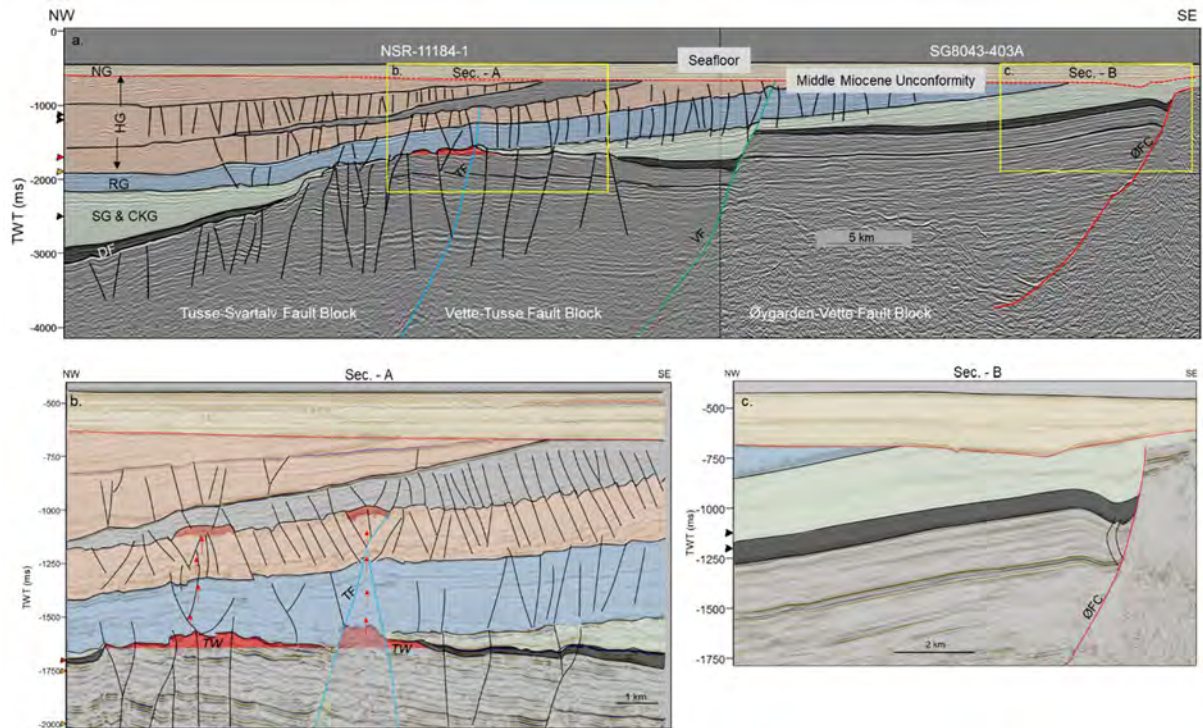 NW
SE
a.
NSR-11184-1
SG8043-403A
Seafloor
Middle Miocene Unconformity
NG
HG
RG
SG & CKG
DF
b.
Sec. - A
c.
Sec. - B
TF
VF
ØFC
5 km
Tusse-Svartalv Fault Block
Vette-Tusse Fault Block
Øygarden-Vette Fault Block
TWT (ms)
0
-1000
-2000
-3000
-4000
NW
Sec. - A
SE
b.
TWT (ms)
-500
-750
-1000
-1250
-1500
-1750
-2000
TF
TW
TW
1 km
NW
Sec. - B
SE
c.
TWT (ms)
-500
-750
-1000
-1250
-1500
-1750
ØFC
2 km